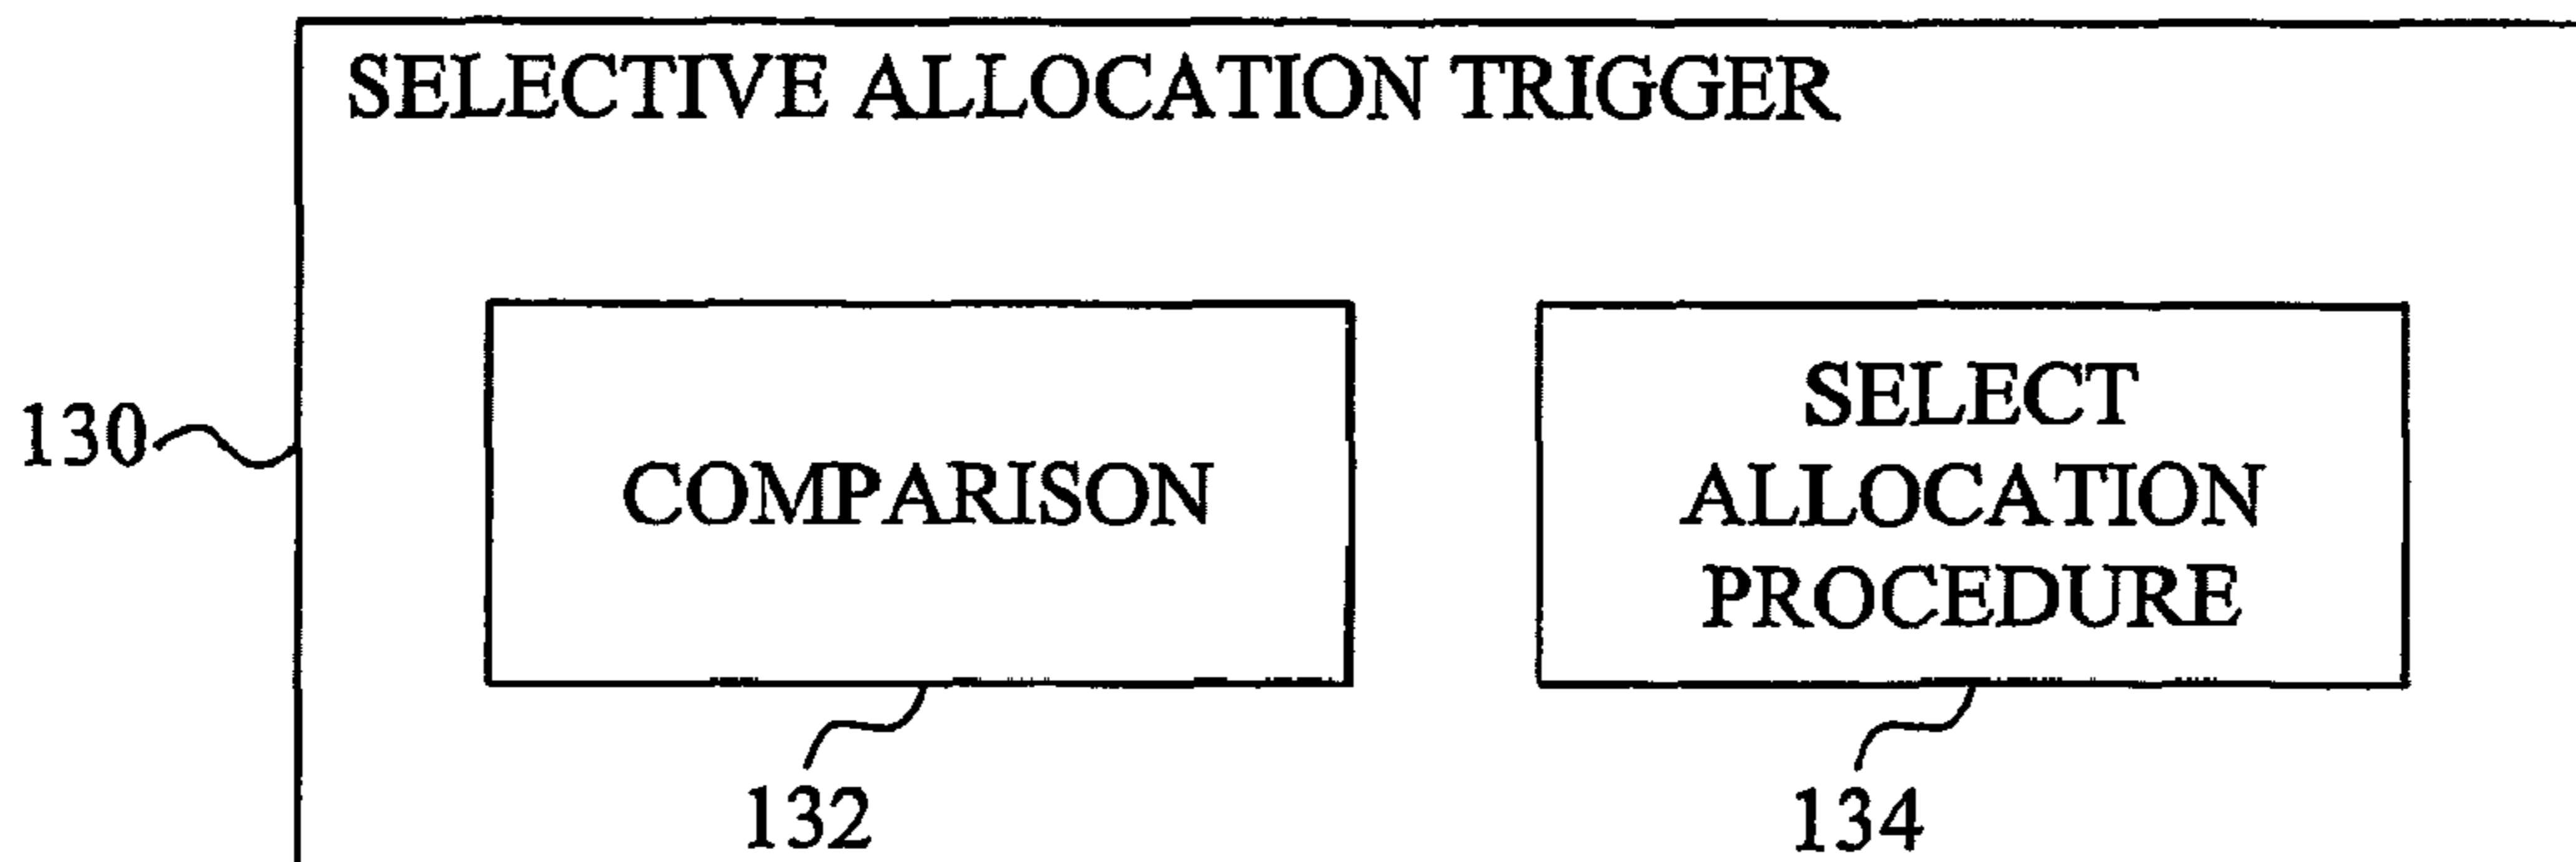 SELECTIVE ALLOCATION TRIGGER
130
COMPARISON
132
SELECT
ALLOCATION
PROCEDURE
134